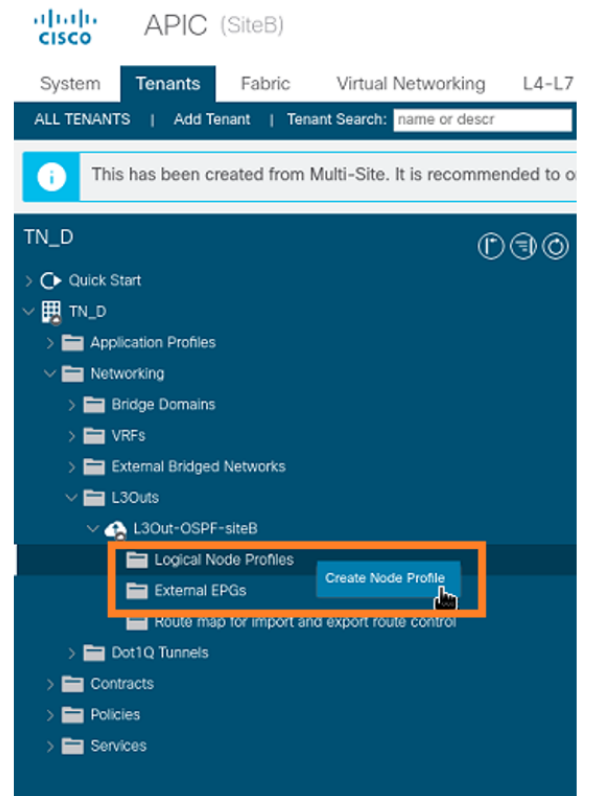 CISCO APIC (SiteB)
System Tenants Fabric Virtual Networking L4-L7
ALL TENANTS | Add Tenant | Tenant Search: name or descr
This has been created from Multi-Site. It is recommended to o
TN_D
Quick Start
TN_D
Application Profiles
Networking
Bridge Domains
VRFs
External Bridged Networks
L3Outs
L3Out-OSPF-siteB
Logical Node Profiles
Create Node Profile
External EPGs
Route map for import and export route control
Dot1Q Tunnels
Contracts
Policies
Services